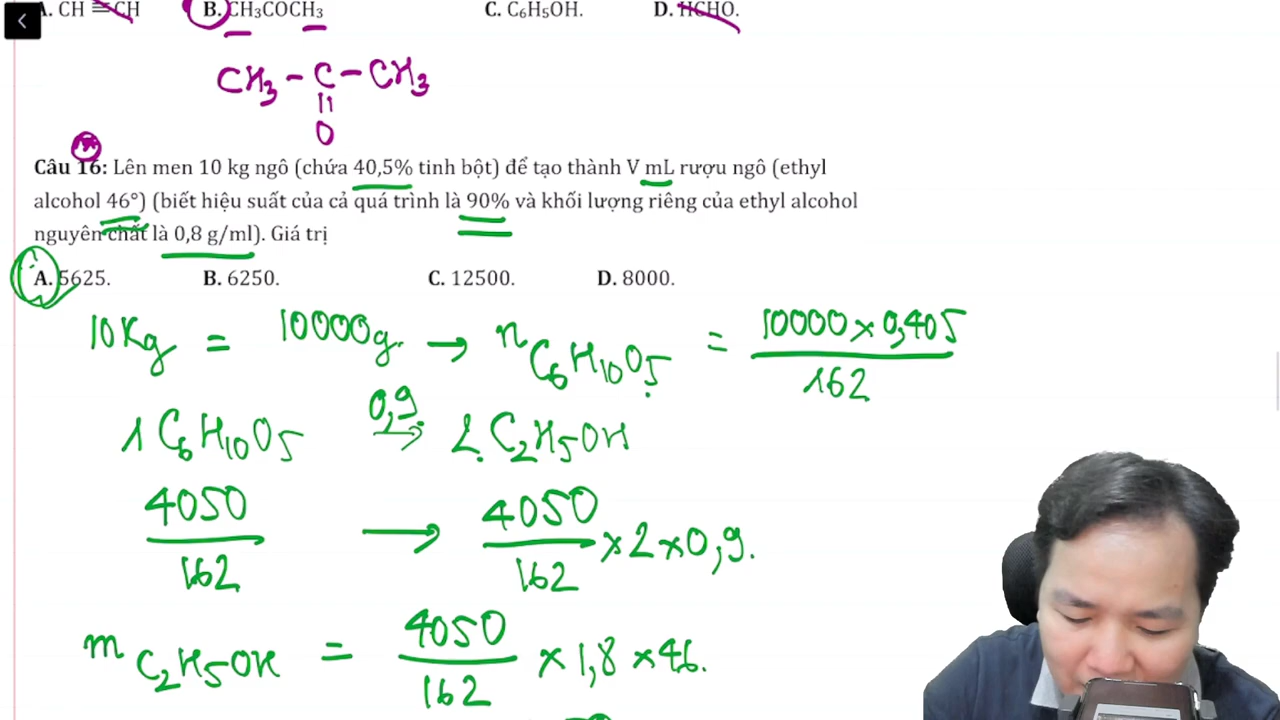 A. CH ≡ CH B. CH₃COCH₃ C. C₆H₅OH. D. HCHO.
CH₃ – C – CH₃
||
O
Câu 16: Lên men 10 kg ngô (chứa 40,5% tinh bột) để tạo thành V mL rượu ngô (ethyl
alcohol 46°) (biết hiệu suất của cả quá trình là 90% và khối lượng riêng của ethyl alcohol
nguyên chất là 0,8 g/ml). Giá trị
A. 5625. B. 6250. C. 12500. D. 8000.
10Kg = 10000g. → n C₆H₁₀O₅ = 10000 x 0,405
162
1 C₆H₁₀O₅ 0,9 → 2. C₂H₅OH
4050 → 4050 x 2 x 0,9.
162 162
m C₂H₅OH = 4050 x 1,8 x 46.
162